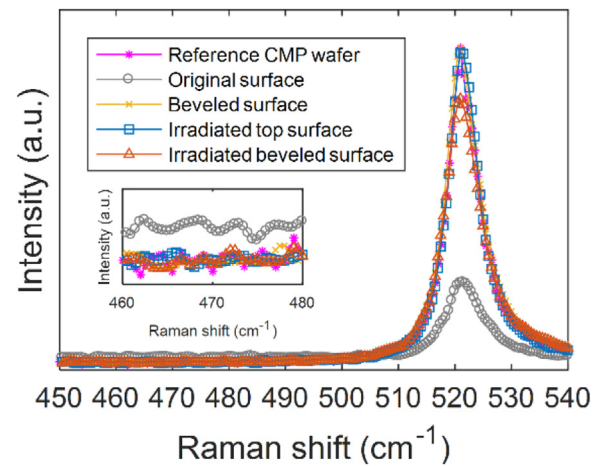 Intensity (a.u.)
Reference CMP wafer
Original surface
Beveled surface
Irradiated top surface
Irradiated beveled surface
Intensity (a.u.)
460 470 480
Raman shift (cm⁻¹)
450 460 470 480 490 500 510 520 530 540
Raman shift (cm⁻¹)